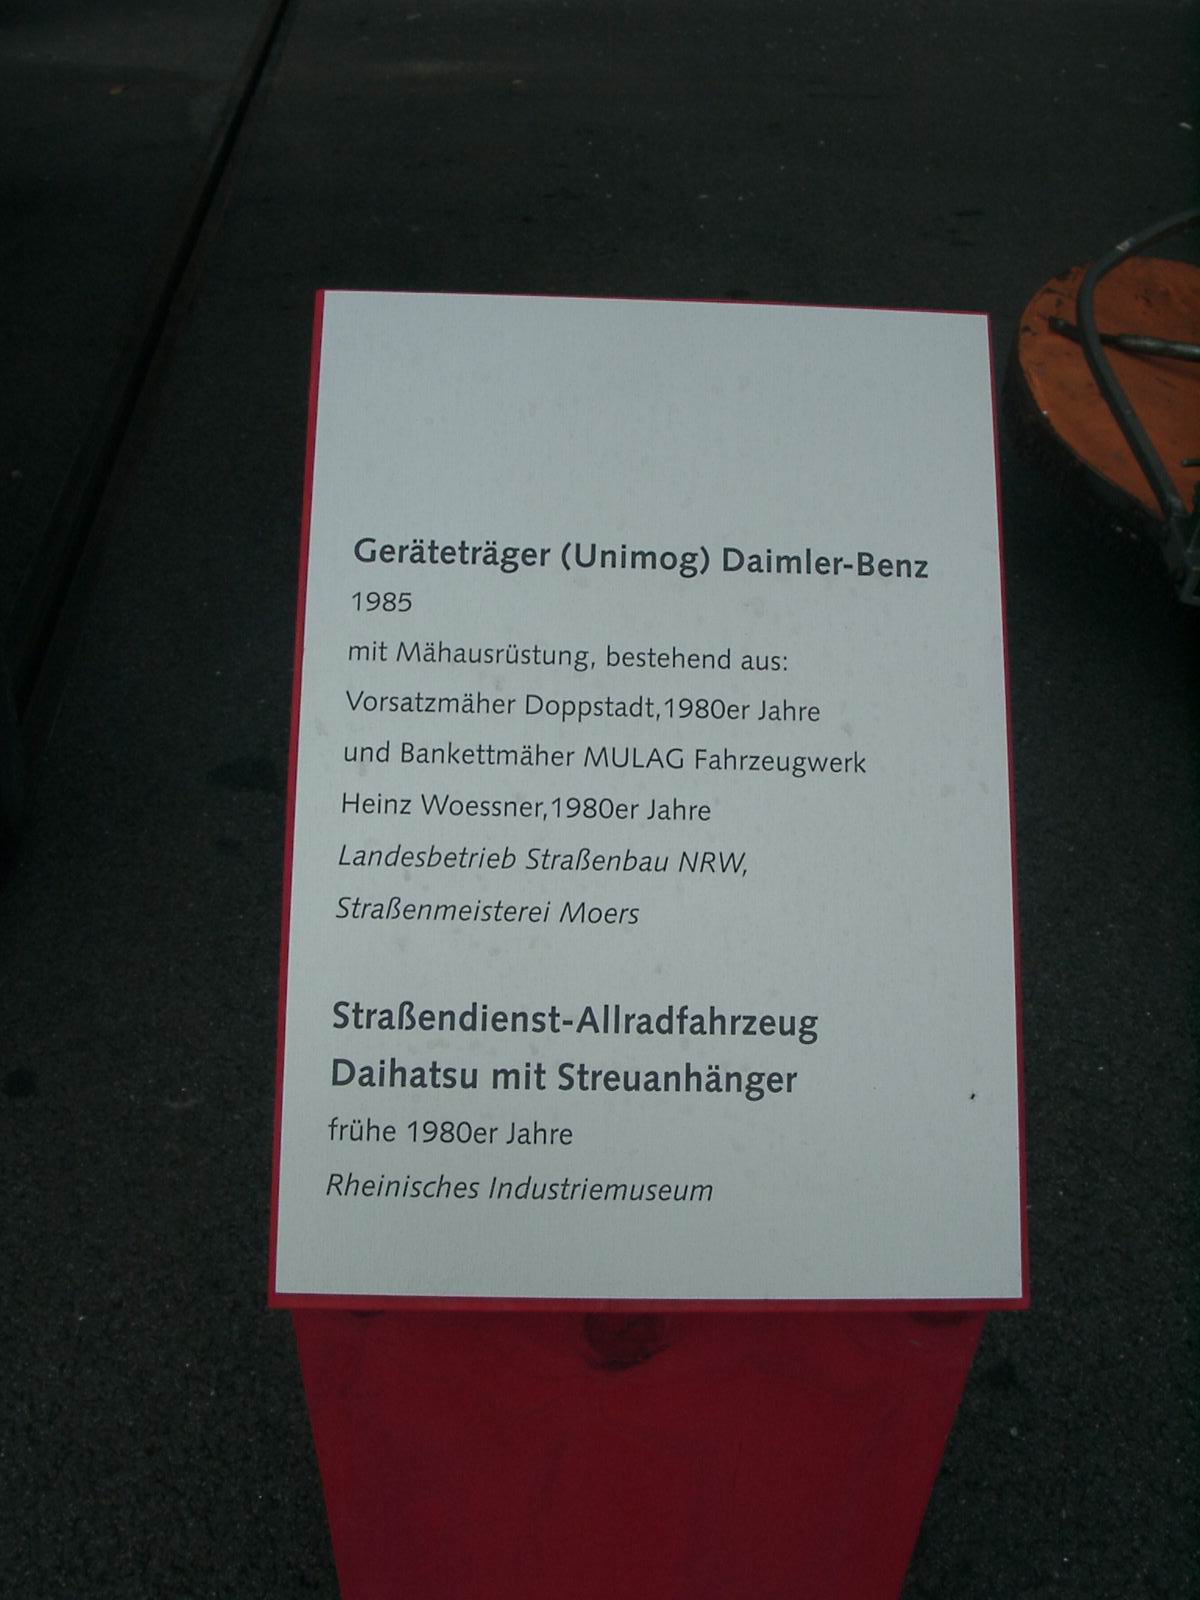 Geräteträger (Unimog) Daimler-Benz
1985
mit Mähausrüstung, bestehend aus:
Vorsatzmäher Doppstadt,1980er Jahre
und Bankettmäher MULAG Fahrzeugwerk
Heinz Woessner,1980er Jahre
Landesbetrieb Straßenbau NRW,
Straßenmeisterei Moers
Straßendienst-Allradfahrzeug
Daihatsu mit Streuanhänger
frühe 1980er Jahre
Rheinisches Industriemuseum